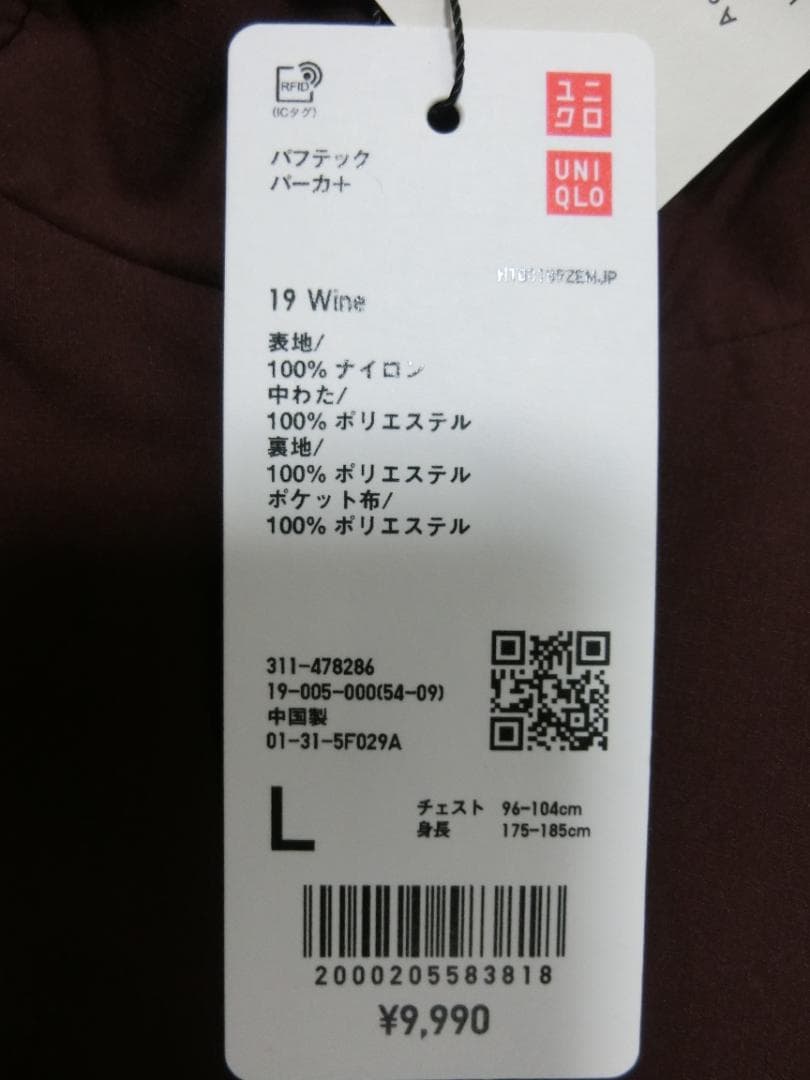 RFID
(ICタグ)
ユニ
クロ
UNI
QLO
パフテック
パーカ+
19 Wine
表地/
100% ナイロン
中わた/
100% ポリエステル
裏地/
100% ポリエステル
ポケット布/
100% ポリエステル
311-478286
19-005-000(54-09)
中国製
01-31-5F029A
L
チェスト 96-104cm
身長 175-185cm
2000205583818
¥9,990